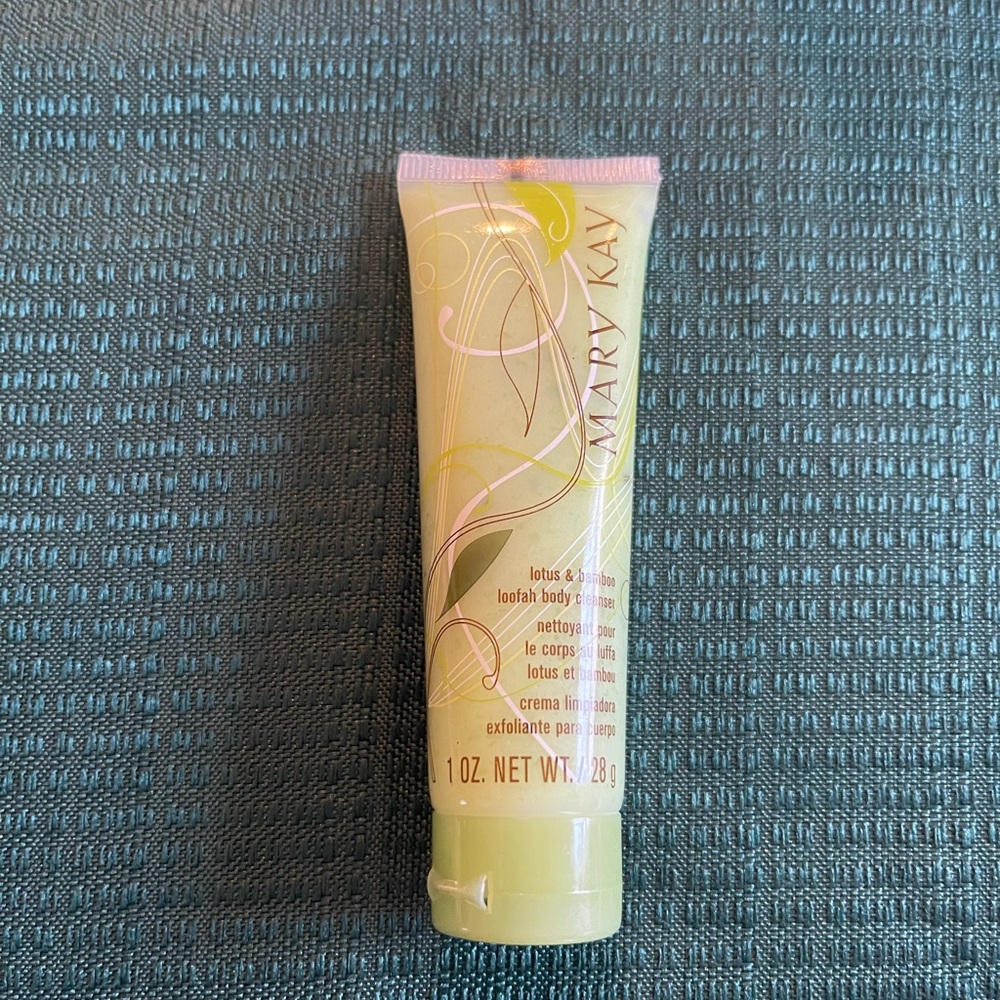 MARY KAY
lotus & bamboo
loofah body cleanser
nettoyant pour
le corps au luffa
lotus et bambou
crema limpiadora
exfoliante para cuerpo
1 OZ. NET WT. / 28 g